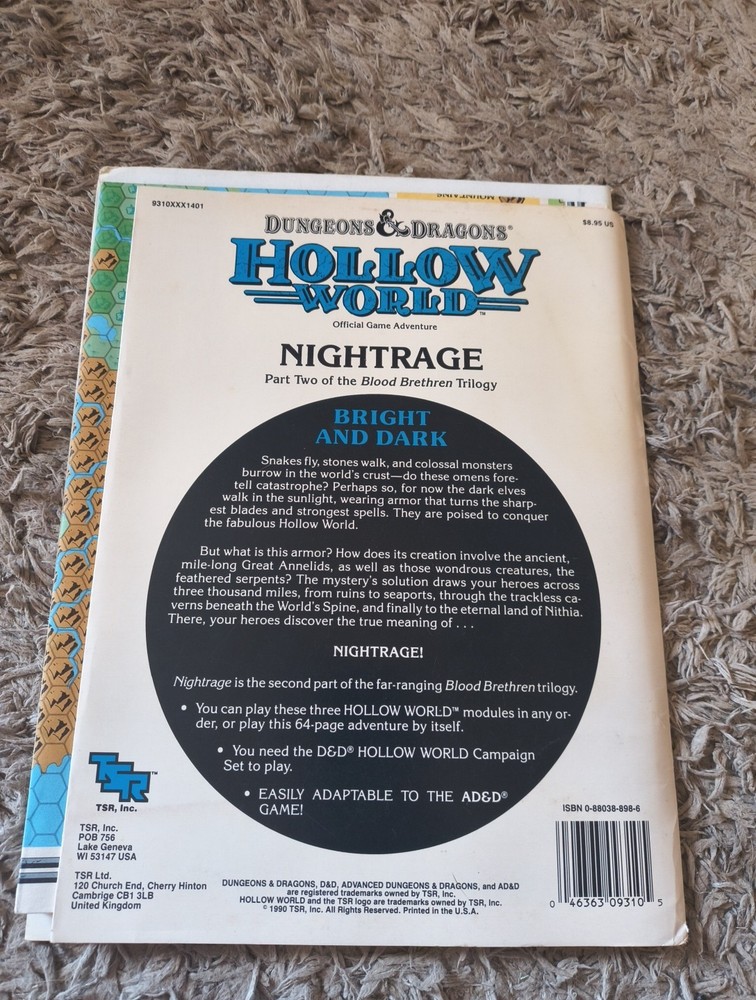 MOUNTAINS
9310XXX1401
$8.95 US
DUNGEONS & DRAGONS®
HOLLOW
WORLD™
Official Game Adventure
NIGHTRAGE
Part Two of the Blood Brethren Trilogy
BRIGHT
AND DARK
Snakes fly, stones walk, and colossal monsters
burrow in the world's crust—do these omens fore-
tell catastrophe? Perhaps so, for now the dark elves
walk in the sunlight, wearing armor that turns the sharp-
est blades and strongest spells. They are poised to conquer
the fabulous Hollow World.
But what is this armor? How does its creation involve the ancient,
mile-long Great Annelids, as well as those wondrous creatures, the
feathered serpents? The mystery's solution draws your heroes across
three thousand miles, from ruins to seaports, through the trackless ca-
verns beneath the World's Spine, and finally to the eternal land of Nithia.
There, your heroes discover the true meaning of . . .
NIGHTRAGE!
Nightrage is the second part of the far-ranging Blood Brethren trilogy.
• You can play these three HOLLOW WORLD™ modules in any or-
der, or play this 64-page adventure by itself.
• You need the D&D® HOLLOW WORLD Campaign
Set to play.
• EASILY ADAPTABLE TO THE AD&D®
GAME!
TSR™
TSR, Inc.
TSR, Inc.
POB 756
Lake Geneva
WI 53147 USA
TSR Ltd.
120 Church End, Cherry Hinton
Cambrige CB1 3LB
United Kingdom
DUNGEONS & DRAGONS, D&D, ADVANCED DUNGEONS & DRAGONS, and AD&D
are registered trademarks owned by TSR, Inc.
HOLLOW WORLD and the TSR logo are trademarks owned by TSR, Inc.
© 1990 TSR, Inc. All Rights Reserved. Printed in the U.S.A.
ISBN 0-88038-898-6
0 46363 09310 5